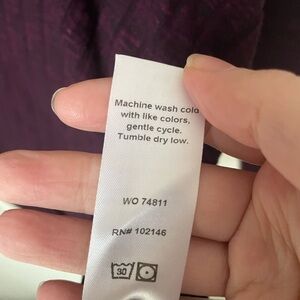 Machine wash cold
with like colors,
gentle cycle.
Tumble dry low.
WO 74811
RN# 102146
30